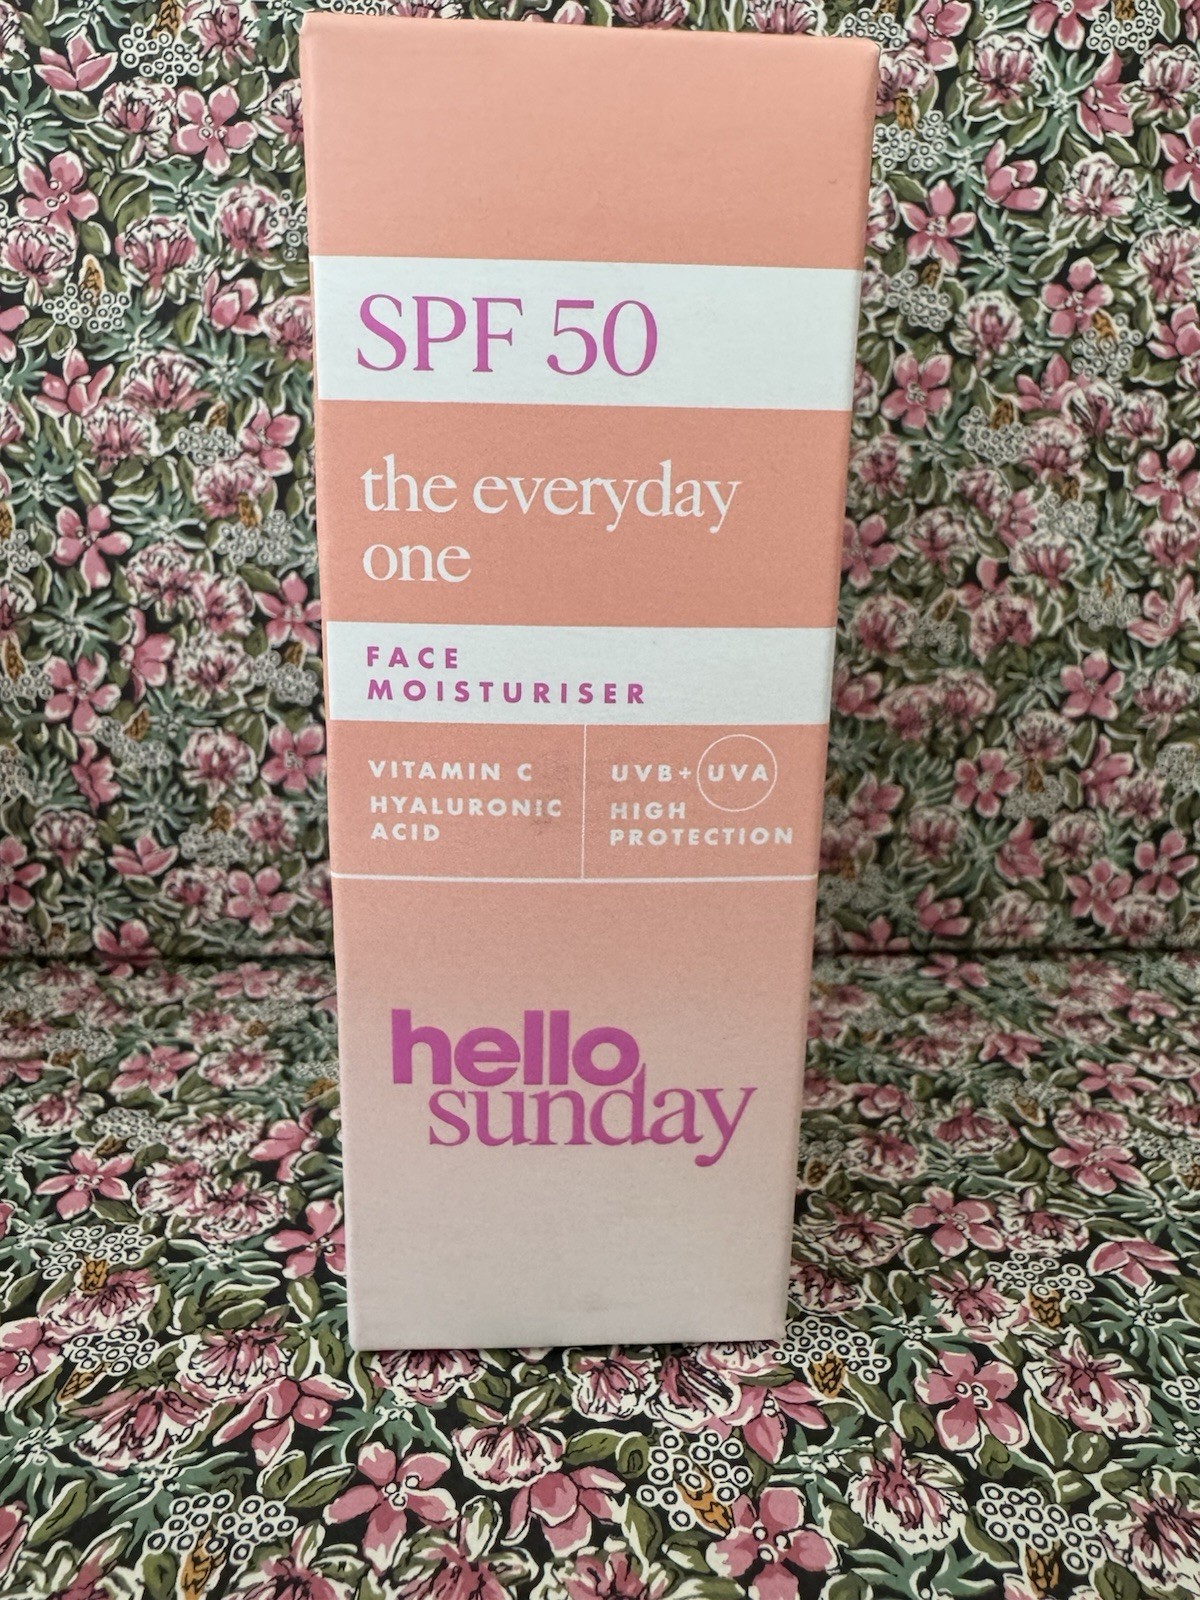 SPF 50
the everyday
one
FACE
MOISTURISER
VITAMIN C
HYALURONIC
ACID
UVB+ UVA
HIGH
PROTECTION
hello
sunday